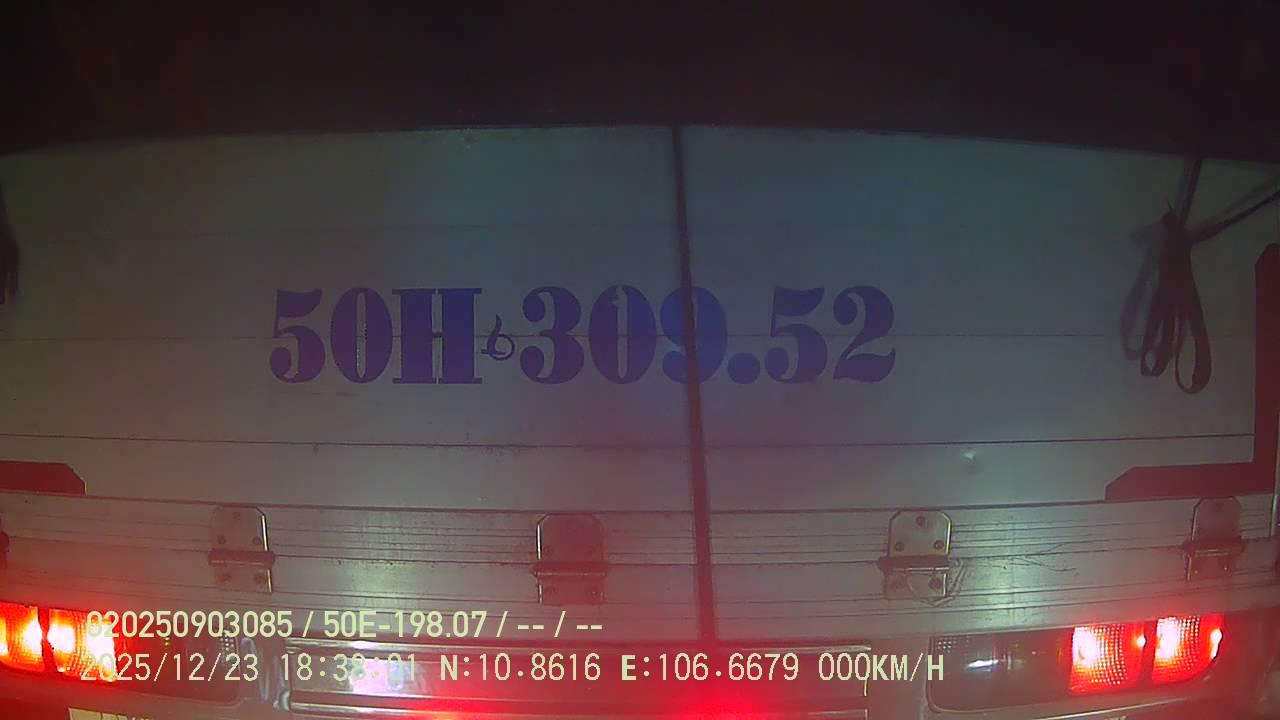 50H-309.52
020250903085 / 50E-198.07 / -- / --
2025/12/23 18:38:01 N:10.8616 E:106.6679 000KM/H